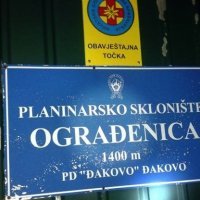 OBAVJEŠTAJNA
TOČKA
PLANINARSKO SKLONIŠTE
OGRAĐENICA
1400 m
PD "ĐAKOVO" ĐAKOVO